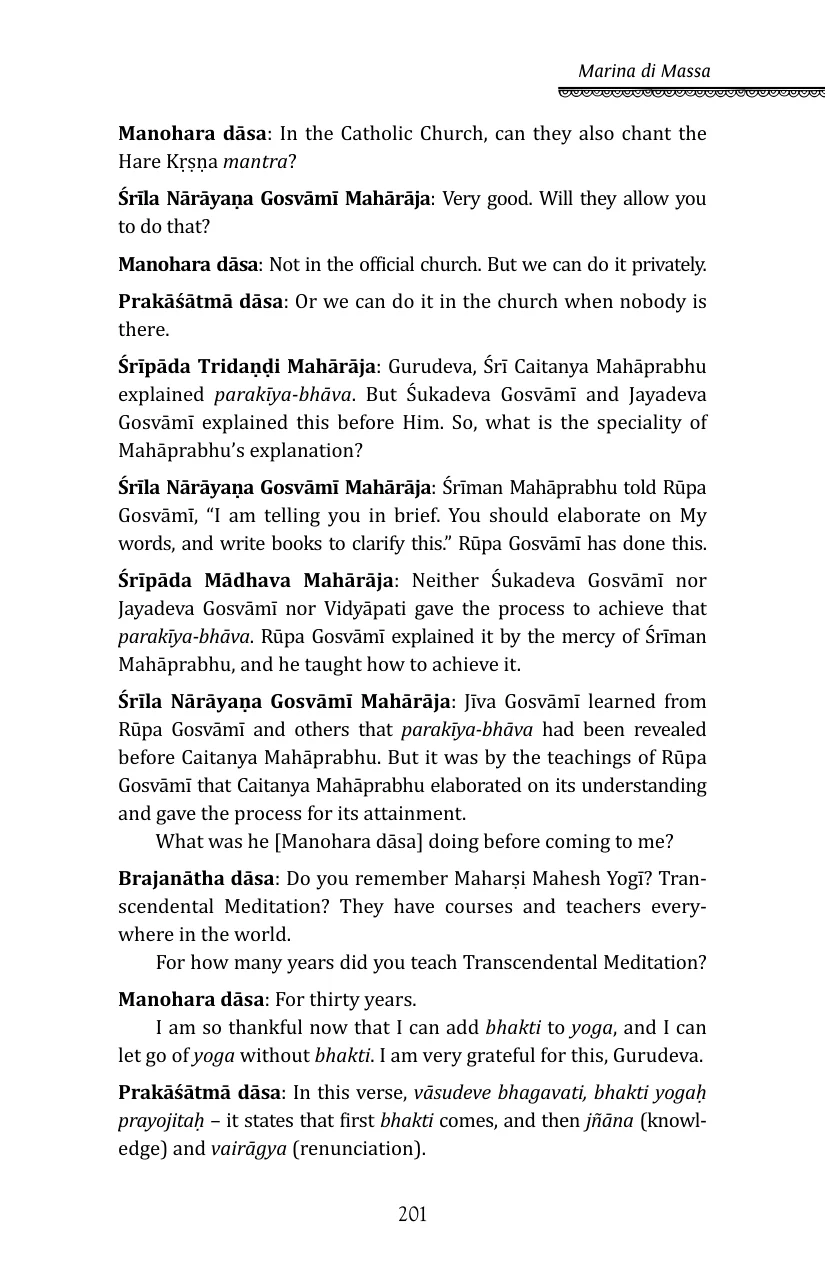 Marina di Massa
Manohara dāsa: In the Catholic Church, can they also chant the
Hare Kṛṣṇa mantra?
Śrīla Nārāyaṇa Gosvāmī Mahārāja: Very good. Will they allow you
to do that?
Manohara dāsa: Not in the official church. But we can do it privately.
Prakāśātmā dāsa: Or we can do it in the church when nobody is
there.
Śrīpāda Tridaṇḍi Mahārāja: Gurudeva, Śrī Caitanya Mahāprabhu
explained parakīya-bhāva. But Śukadeva Gosvāmī and Jayadeva
Gosvāmī explained this before Him. So, what is the speciality of
Mahāprabhu’s explanation?
Śrīla Nārāyaṇa Gosvāmī Mahārāja: Śrīman Mahāprabhu told Rūpa
Gosvāmī, “I am telling you in brief. You should elaborate on My
words, and write books to clarify this.” Rūpa Gosvāmī has done this.
Śrīpāda Mādhava Mahārāja: Neither Śukadeva Gosvāmī nor
Jayadeva Gosvāmī nor Vidyāpati gave the process to achieve that
parakīya-bhāva. Rūpa Gosvāmī explained it by the mercy of Śrīman
Mahāprabhu, and he taught how to achieve it.
Śrīla Nārāyaṇa Gosvāmī Mahārāja: Jīva Gosvāmī learned from
Rūpa Gosvāmī and others that parakīya-bhāva had been revealed
before Caitanya Mahāprabhu. But it was by the teachings of Rūpa
Gosvāmī that Caitanya Mahāprabhu elaborated on its understanding
and gave the process for its attainment.
What was he [Manohara dāsa] doing before coming to me?
Brajanātha dāsa: Do you remember Maharṣi Mahesh Yogī? Tran-
scendental Meditation? They have courses and teachers every-
where in the world.
For how many years did you teach Transcendental Meditation?
Manohara dāsa: For thirty years.
I am so thankful now that I can add bhakti to yoga, and I can
let go of yoga without bhakti. I am very grateful for this, Gurudeva.
Prakāśātmā dāsa: In this verse, vāsudeve bhagavati, bhakti yogaḥ
prayojitaḥ – it states that first bhakti comes, and then jñāna (knowl-
edge) and vairāgya (renunciation).
201